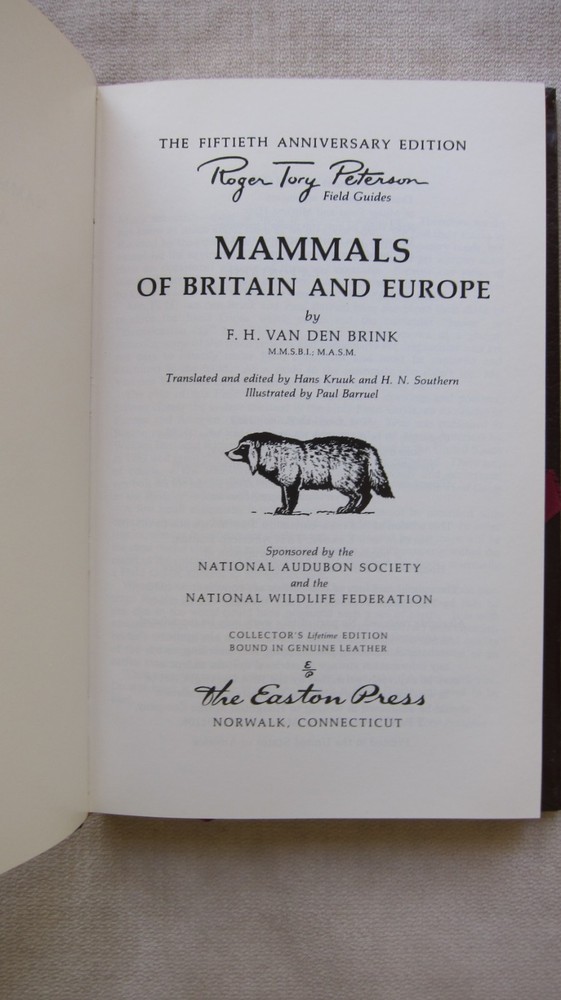 THE FIFTIETH ANNIVERSARY EDITION
Roger Tory Peterson
Field Guides
MAMMALS
OF BRITAIN AND EUROPE
by
F. H. VAN DEN BRINK
M.M.S.B.I.; M.A.S.M.
Translated and edited by Hans Kruuk and H. N. Southern
Illustrated by Paul Barruel
Sponsored by the
NATIONAL AUDUBON SOCIETY
and the
NATIONAL WILDLIFE FEDERATION
COLLECTOR'S Lifetime EDITION
BOUND IN GENUINE LEATHER
E/P
The Easton Press
NORWALK, CONNECTICUT